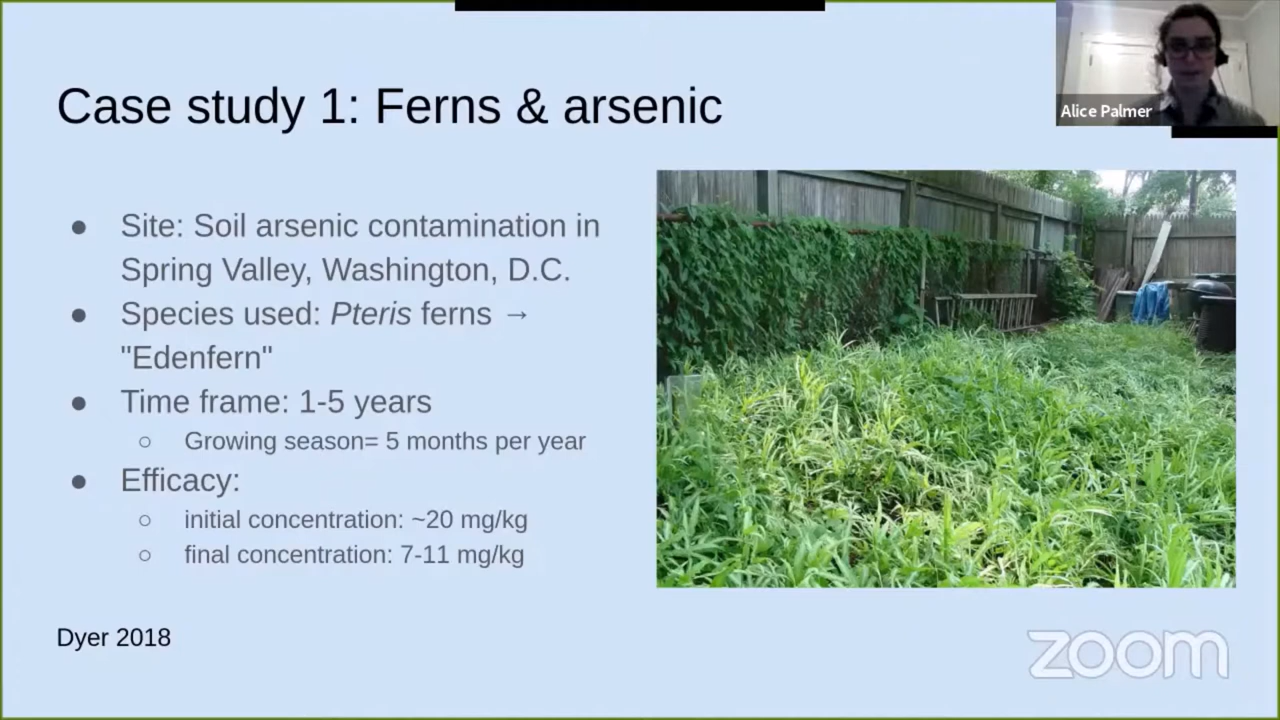 Case study 1: Ferns & arsenic
Alice Palmer
● Site: Soil arsenic contamination in
Spring Valley, Washington, D.C.
● Species used: Pteris ferns →
"Edenfern"
● Time frame: 1-5 years
○ Growing season= 5 months per year
● Efficacy:
○ initial concentration: ~20 mg/kg
○ final concentration: 7-11 mg/kg
Dyer 2018
zoom